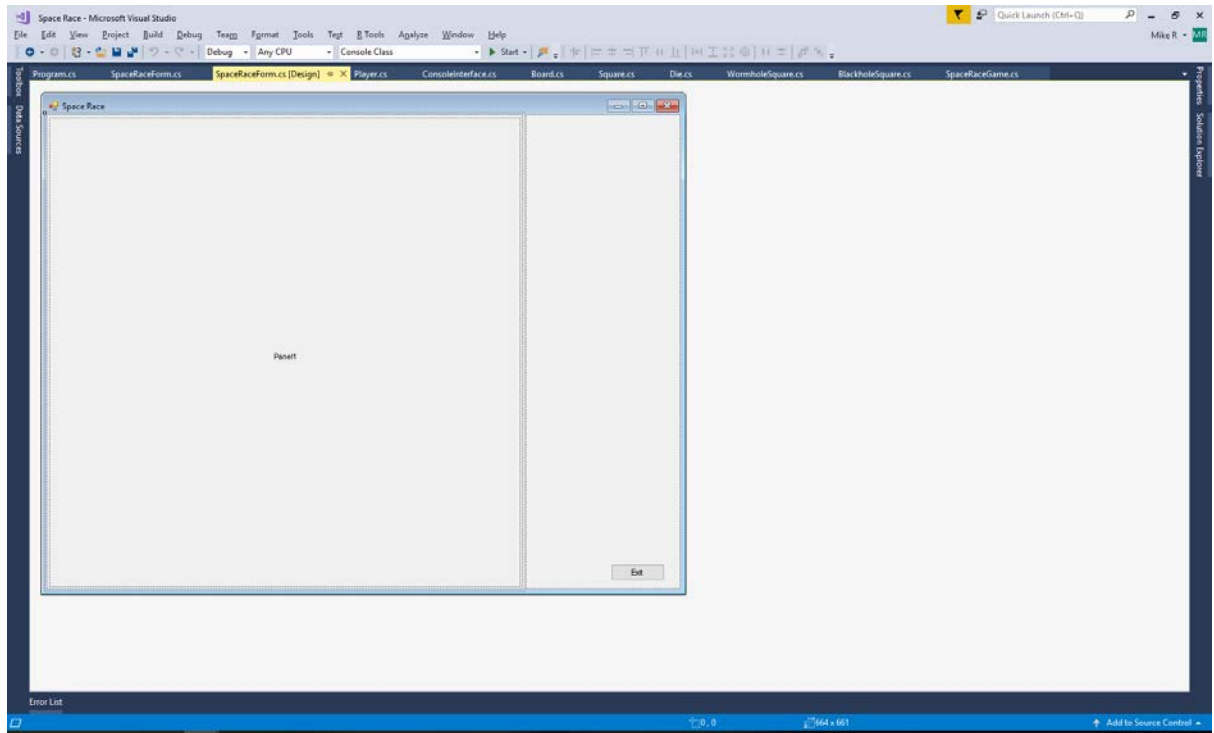 Space Race - Microsoft Visual Studio
Quick Launch (Ctrl+Q)
File Edit View Project Build Debug Team Format Tools Test R Tools Analyze Window Help
Mike R MR
Debug Any CPU Console Class Start
Toolbox
Data Sources
Program.cs SpaceRaceForm.cs SpaceRaceForm.cs [Design] Player.cs ConsoleInterface.cs Board.cs Square.cs Die.cs WormholeSquare.cs BlackholeSquare.cs SpaceRaceGame.cs
Properties
Solution Explorer
Space Race
Panel1
Exit
Error List
0, 0 664 x 661 Add to Source Control